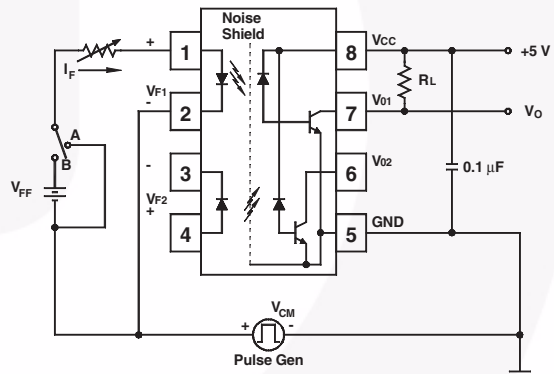 Noise
Shield
+
1
8
VCC
+5 V
IF
VF1
-
2
7
V01
RL
VO
A
B
-
3
6
V02
0.1 μF
VFF
VF2
+
4
5
GND
VCM
+
-
Pulse Gen